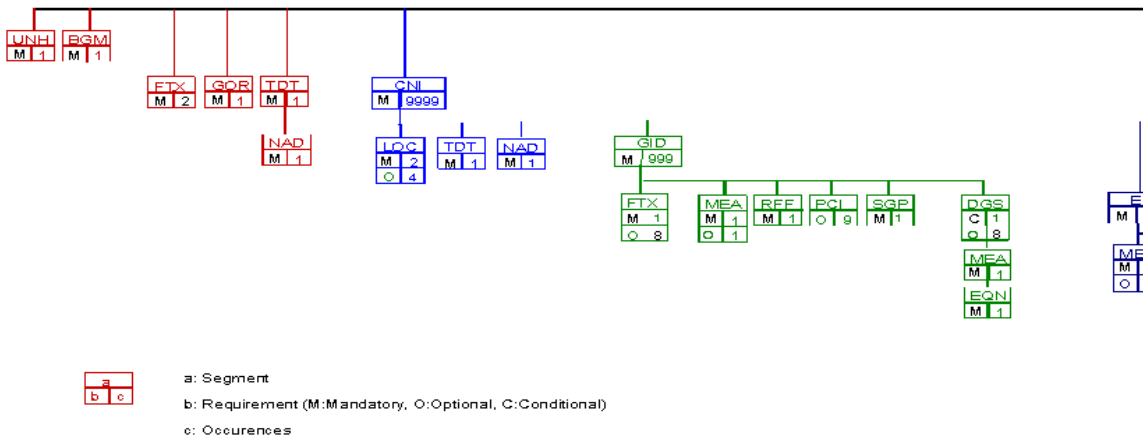 UNH BGM
M 1 M 1
FTX GOR TDT CNI
M 2 M 1 M 1 M 9999
NAD LOC TDT NAD GID
M 1 M 2 M 1 M 1 M 999
O 4
FTX MEA RFF PCI SGP DGS E
M 1 M 1 M 1 O 9 M 1 C 1 M
O 8 O 1 O 8
MEA ME
M 1 M
O
EQN
M 1
a a: Segment
b c b: Requirement (M:Mandatory, O:Optional, C:Conditional)
c: Occurences